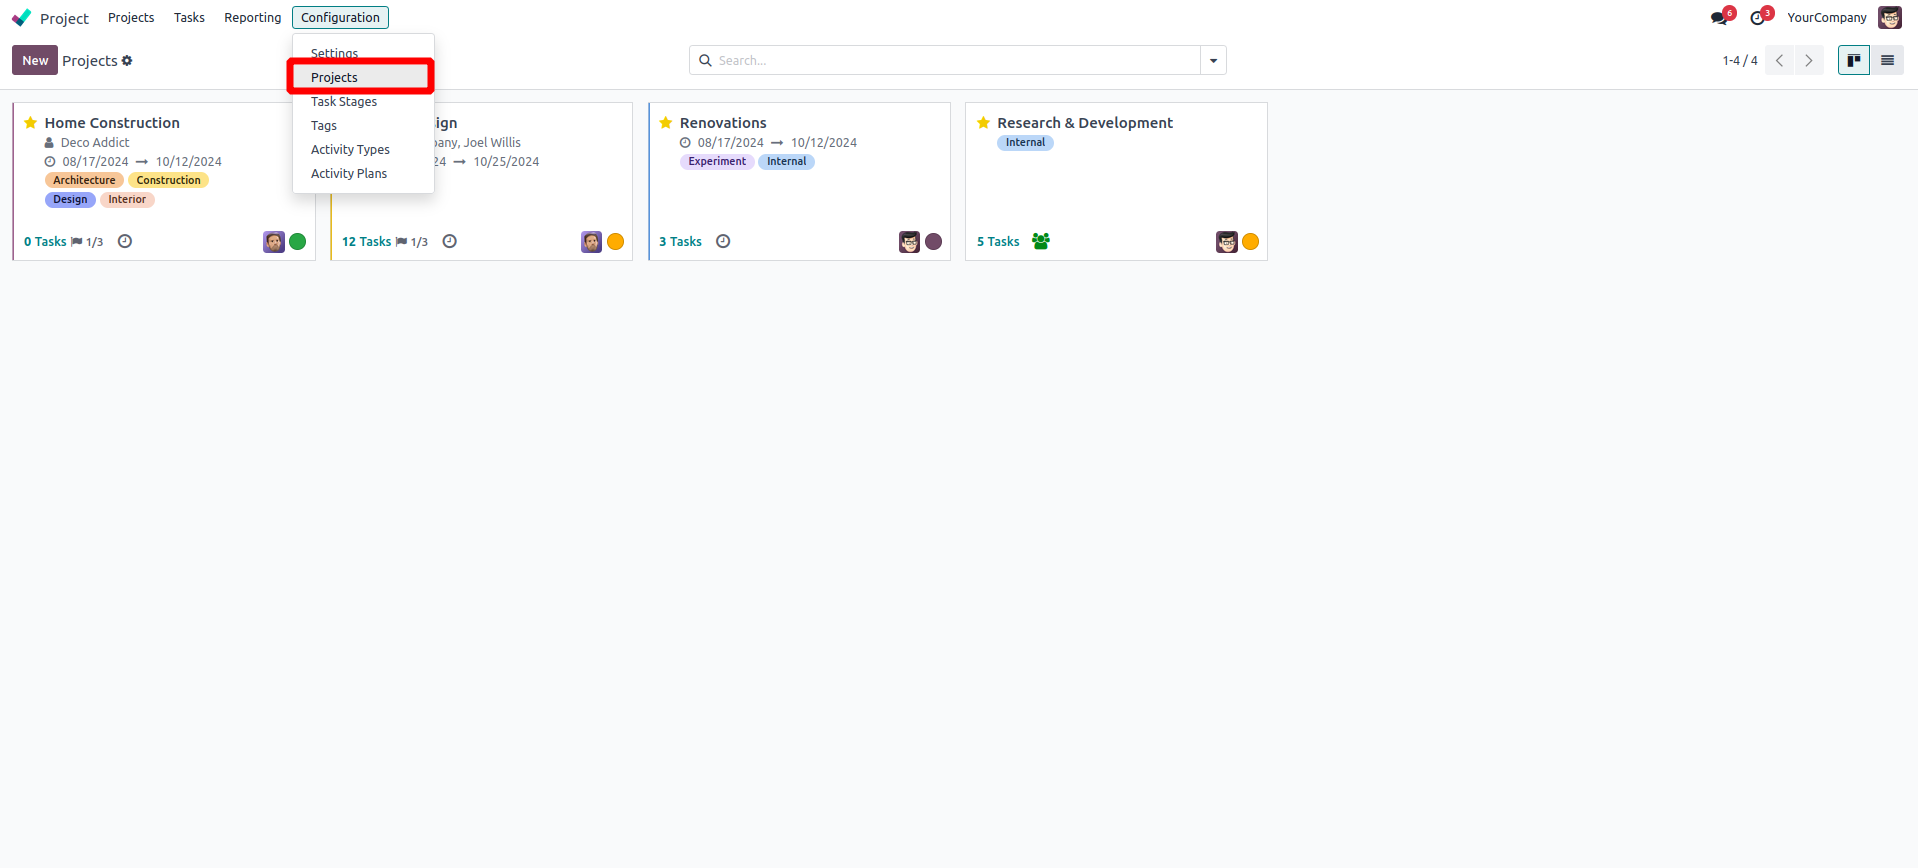 Project Projects Tasks Reporting Configuration 6 3 YourCompany
New Projects Search... 1-4 / 4
Settings
Projects
Task Stages
Tags
Activity Types
Activity Plans
Home Construction
Deco Addict
08/17/2024 → 10/12/2024
Architecture Construction
Design Interior
0 Tasks 1/3
ign
any, Joel Willis
24 → 10/25/2024
12 Tasks 1/3
Renovations
08/17/2024 → 10/12/2024
Experiment Internal
3 Tasks
Research & Development
Internal
5 Tasks